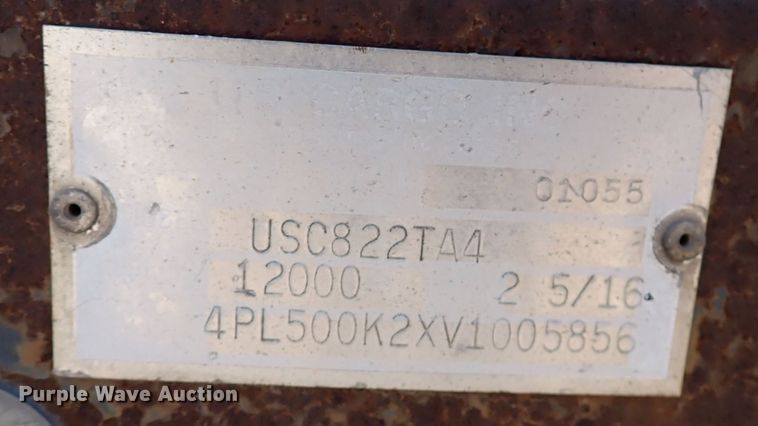 01055
USC822TA4
12000 2 5/16
4PL500K2XV1005856
Purple Wave Auction